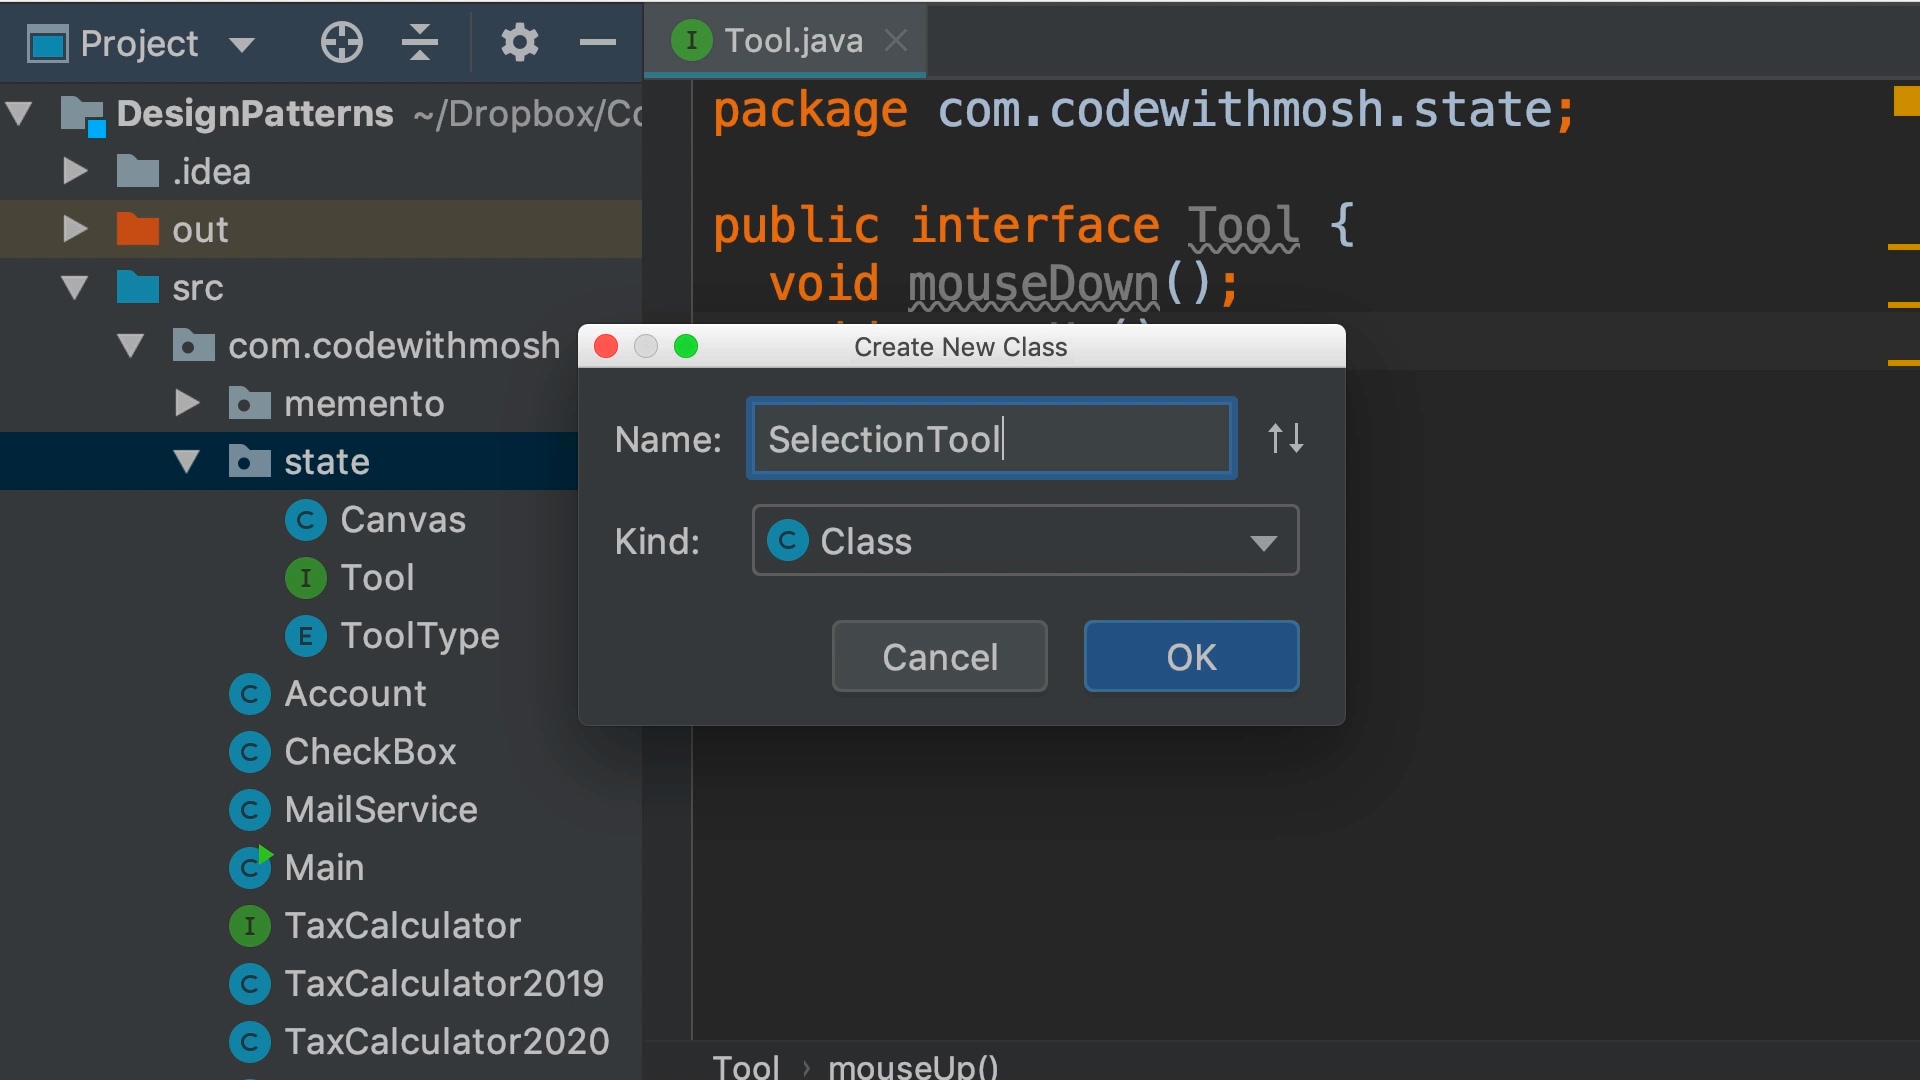 Project
Tool.java
DesignPatterns ~/Dropbox/Co
.idea
out
src
com.codewithmosh
memento
state
Canvas
Tool
ToolType
Account
CheckBox
MailService
Main
TaxCalculator
TaxCalculator2019
TaxCalculator2020
package com.codewithmosh.state;
public interface Tool {
void mouseDown();
Create New Class
Name: SelectionTool
Kind: Class
Cancel OK
Tool › mouseUp()